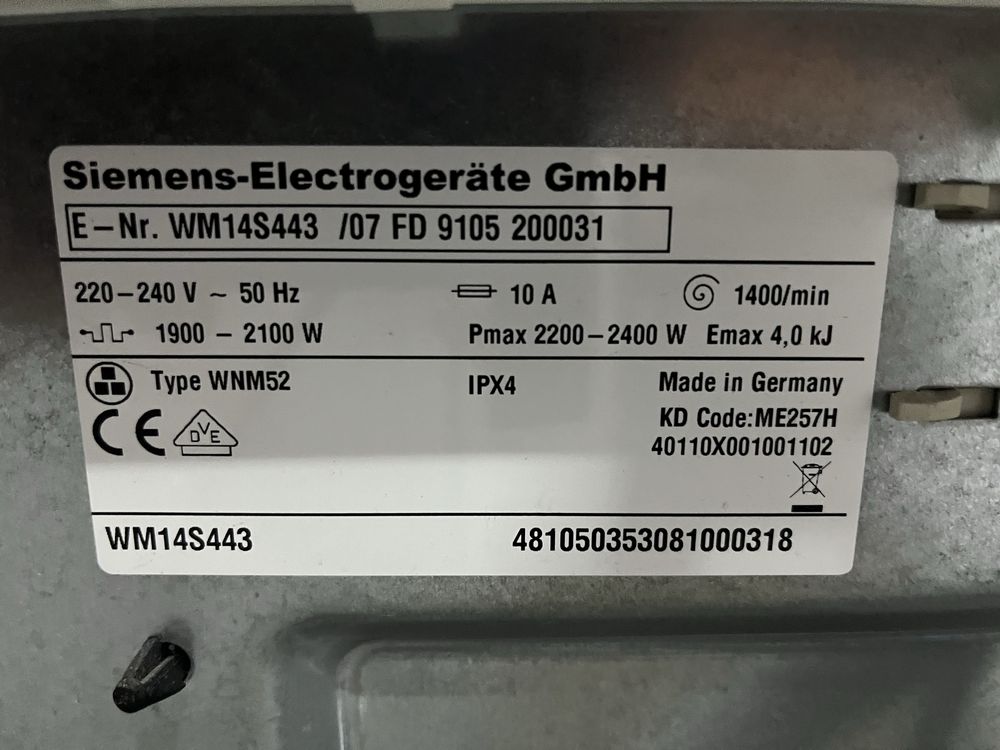 Siemens-Electrogeräte GmbH
E-Nr. WM14S443 /07 FD 9105 200031
220-240 V ~ 50 Hz 10 A 1400/min
1900 - 2100 W Pmax 2200-2400 W Emax 4,0 kJ
Type WNM52 IPX4 Made in Germany
KD Code:ME257H
CE DVE 40110X001001102
WM14S443 481050353081000318